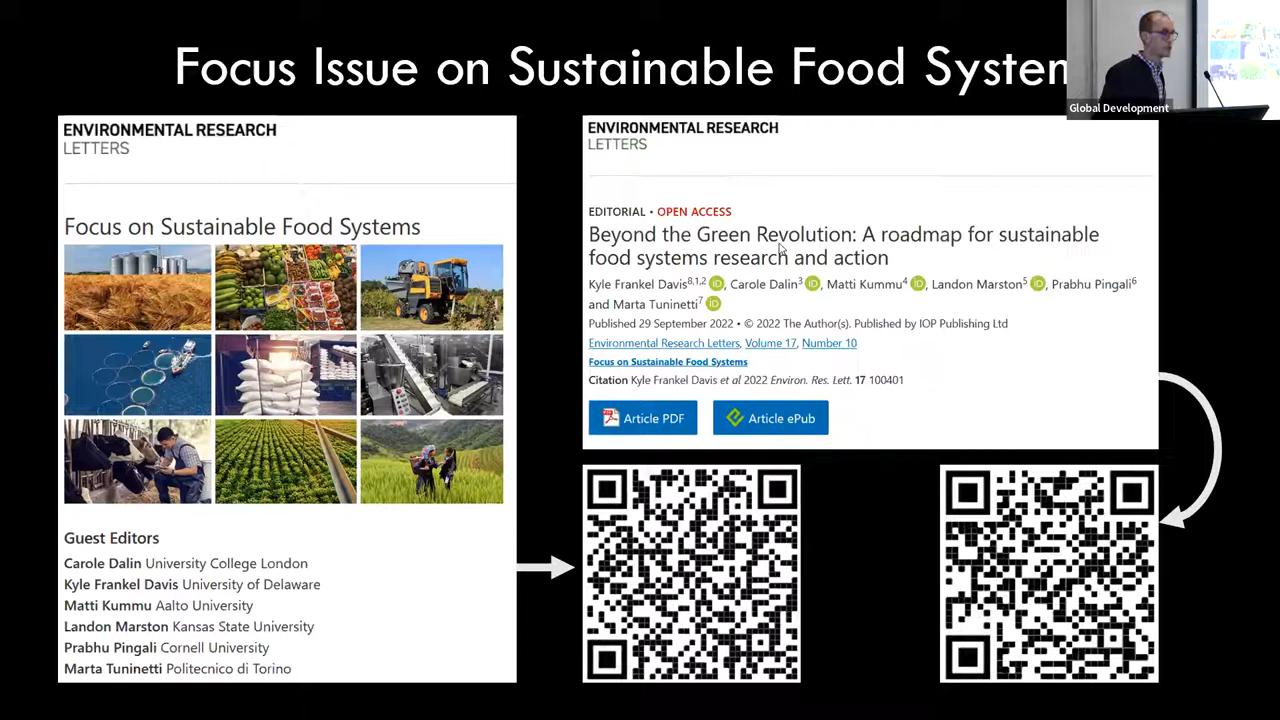 Focus Issue on Sustainable Food System
Global Development
ENVIRONMENTAL RESEARCH
LETTERS
Focus on Sustainable Food Systems
Guest Editors
Carole Dalin University College London
Kyle Frankel Davis University of Delaware
Matti Kummu Aalto University
Landon Marston Kansas State University
Prabhu Pingali Cornell University
Marta Tuninetti Politecnico di Torino
ENVIRONMENTAL RESEARCH
LETTERS
EDITORIAL • OPEN ACCESS
Beyond the Green Revolution: A roadmap for sustainable
food systems research and action
Kyle Frankel Davis8,1,2 iD, Carole Dalin3 iD, Matti Kummu4 iD, Landon Marston5 iD, Prabhu Pingali6
and Marta Tuninetti7 iD
Published 29 September 2022 • © 2022 The Author(s). Published by IOP Publishing Ltd
Environmental Research Letters, Volume 17, Number 10
Focus on Sustainable Food Systems
Citation Kyle Frankel Davis et al 2022 Environ. Res. Lett. 17 100401
Article PDF
Article ePub